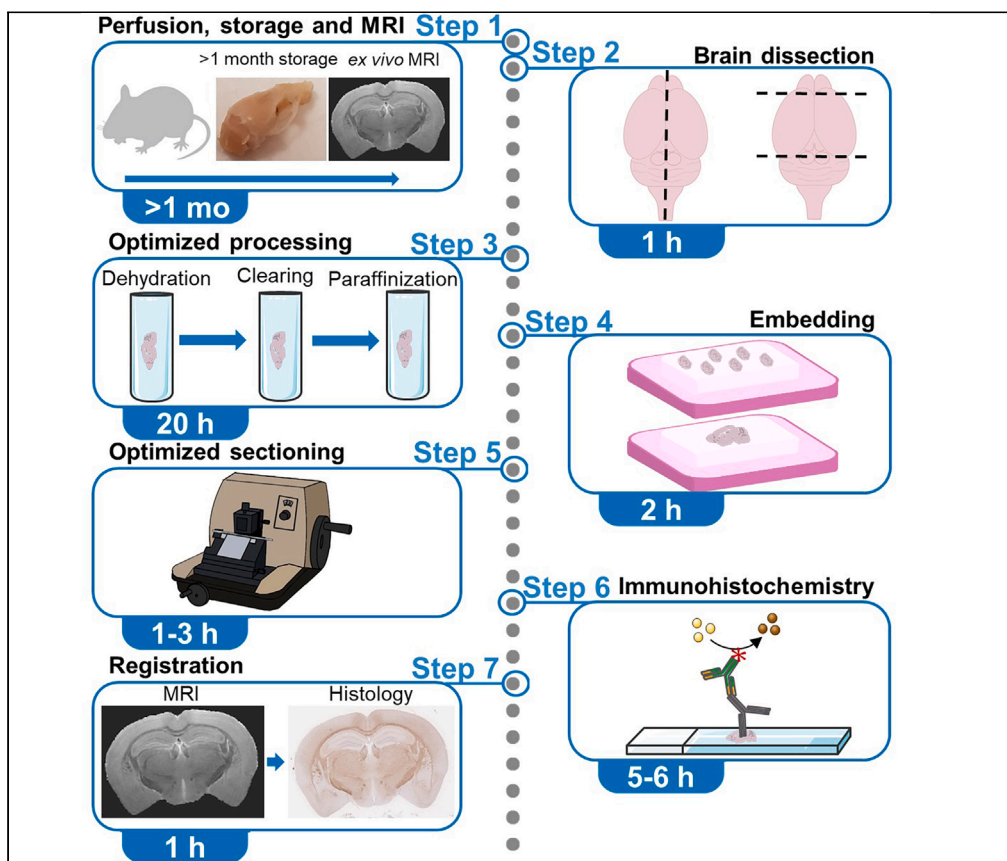 Perfusion, storage and MRI
Step 1
>1 month storage
ex vivo MRI
>1 mo
Step 2
Brain dissection
1 h
Optimized processing
Step 3
Dehydration
Clearing
Paraffinization
20 h
Step 4
Embedding
2 h
Optimized sectioning
Step 5
1-3 h
Step 6
Immunohistochemistry
5-6 h
Registration
Step 7
MRI
Histology
1 h